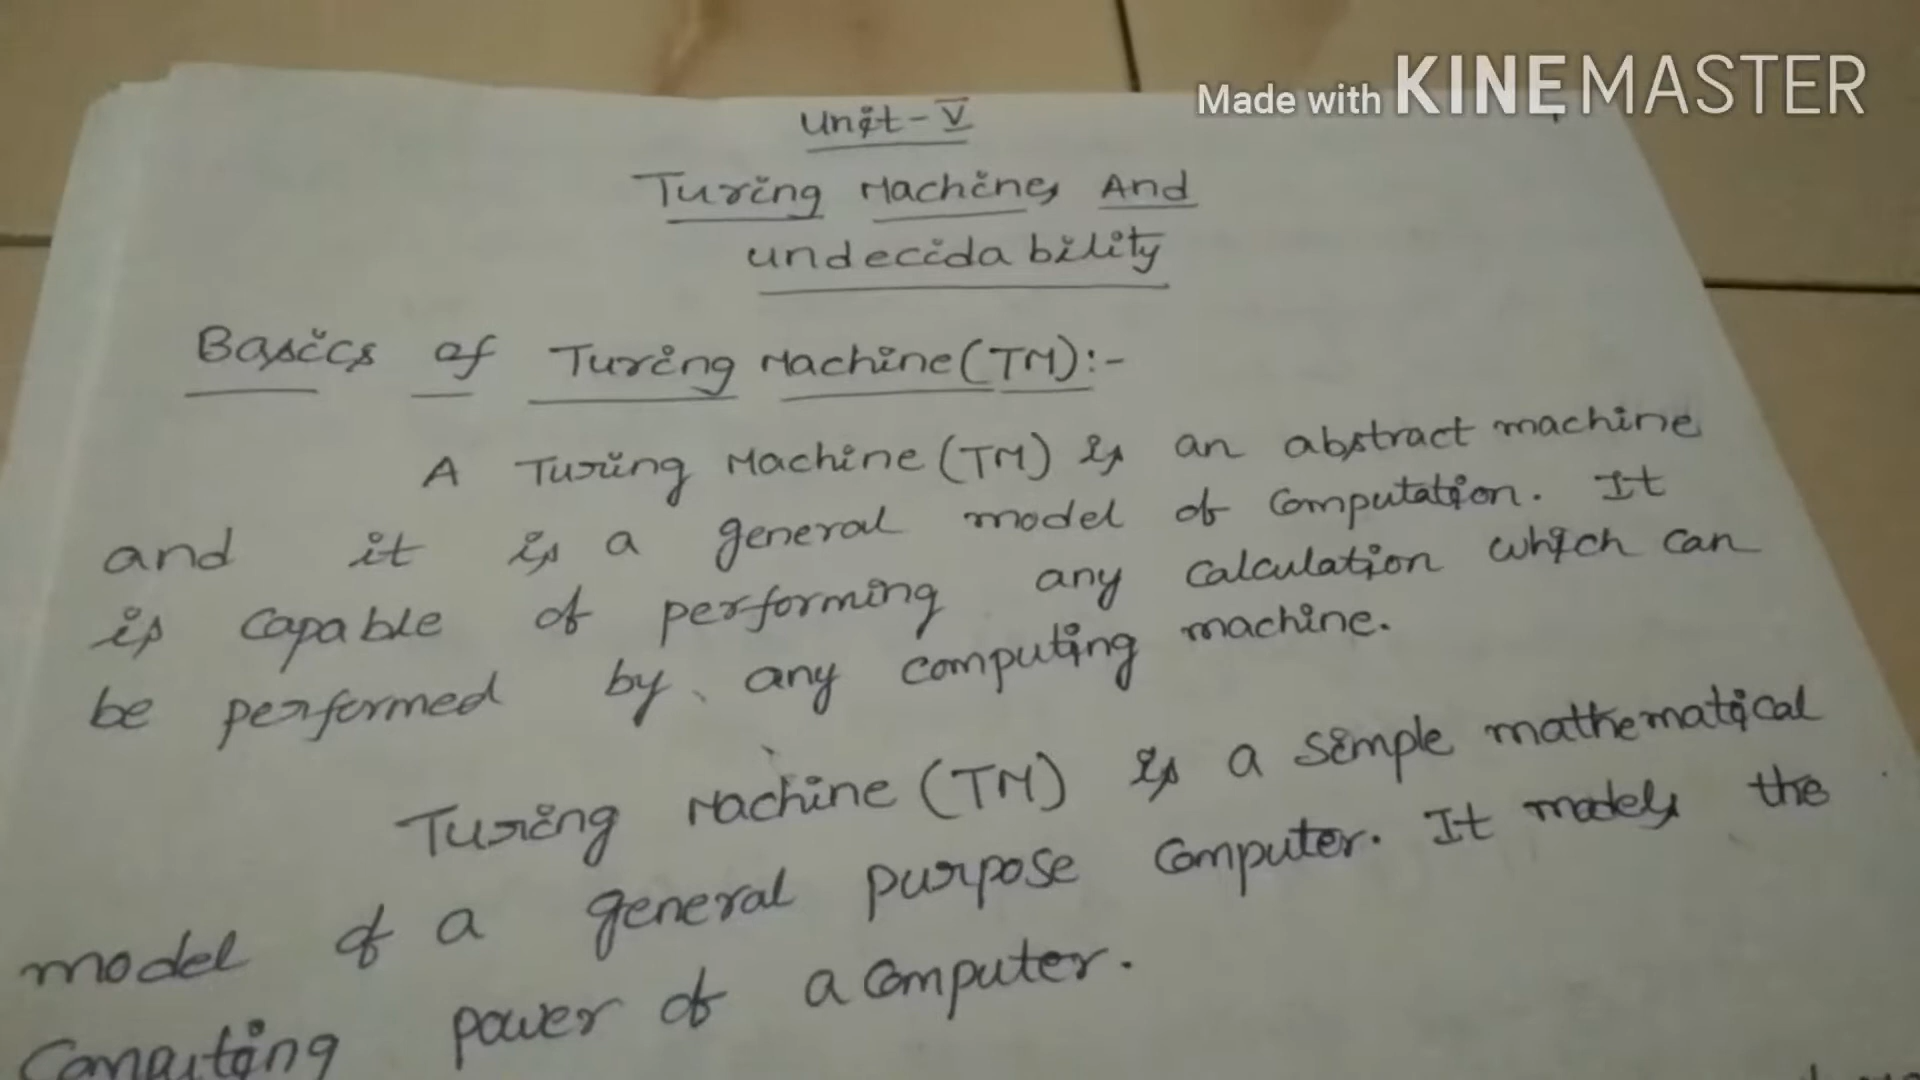 Made with KINEMASTER
Unit-V
Turing Machines And
undecidability
Basics of Turing Machine (TM):-
A Turing Machine (TM) is an abstract machine
and it is a general model of computation. It
is capable of performing any calculation which can
be performed by any computing machine.
Turing Machine (TM) is a simple mathematical
model of a general purpose computer. It models the
Computing power of a computer.